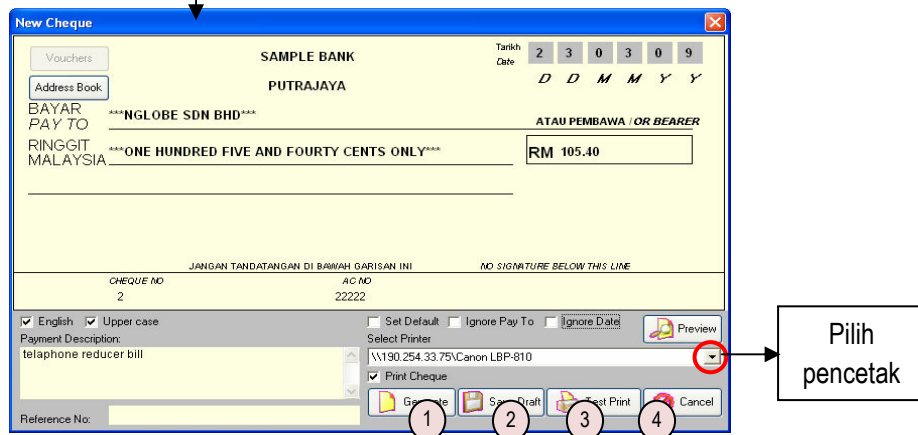 New Cheque
Vouchers
SAMPLE BANK
Tarikh
Date
2 3 0 3 0 9
Address Book
PUTRAJAYA
D D M M Y Y
BAYAR
PAY TO
***NGLOBE SDN BHD***
ATAU PEMBAWA / OR BEARER
RINGGIT
MALAYSIA
***ONE HUNDRED FIVE AND FOURTY CENTS ONLY***
RM 105.40
JANGAN TANDATANGAN DI BAWAH GARISAN INI
NO SIGNATURE BELOW THIS LINE
CHEQUE NO
AC NO
2
22222
English
Upper case
Set Default
Ignore Pay To
Ignore Date
Preview
Payment Description:
Select Printer
telaphone reducer bill
\\190.254.33.75\Canon LBP-810
Print Cheque
Generate
Save Draft
Test Print
Cancel
1
2
3
4
Reference No:
Pilih
pencetak